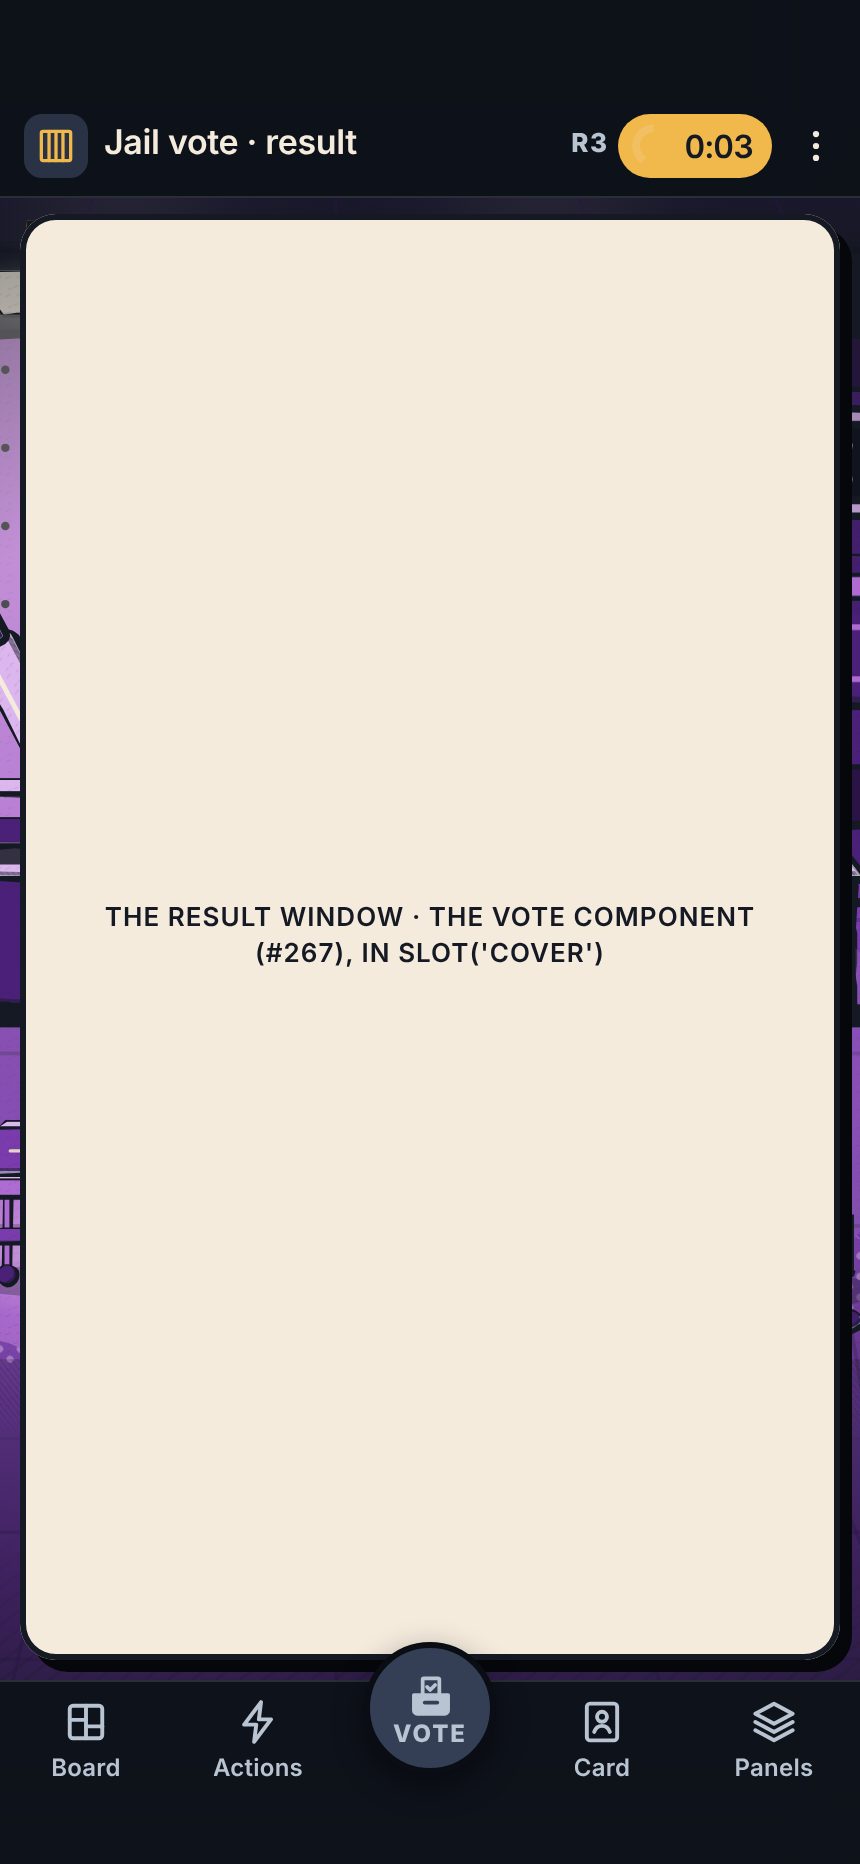 Jail vote · result
R3
0:03
THE RESULT WINDOW · THE VOTE COMPONENT
(#267), IN SLOT('COVER')
VOTE
Board
Actions
Card
Panels